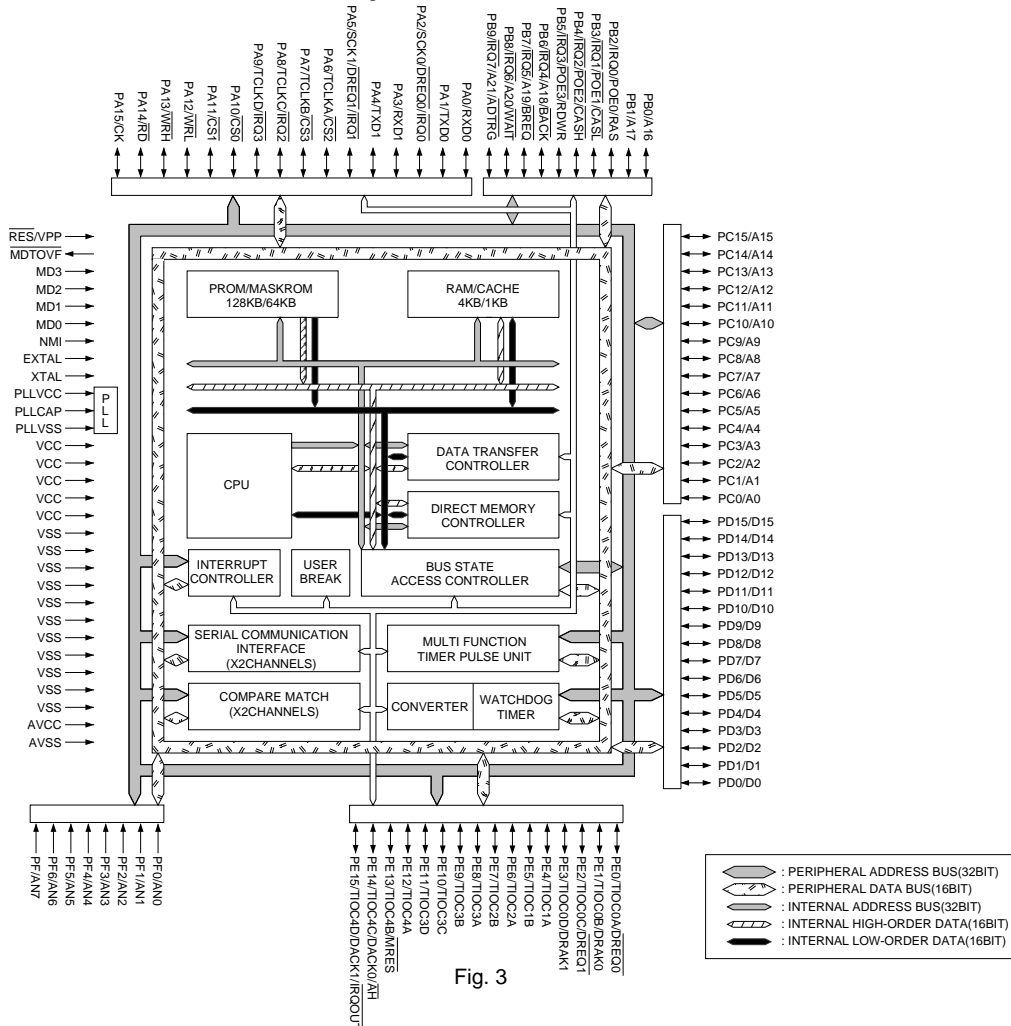 PA15/CK
PA14/RD
PA13/WRH
PA12/WRL
PA11/CS1
PA10/CS0
PA9/TCLKD/IRQ3
PA8/TCLKC/IRQ2
PA7/TCLKB/CS3
PA6/TCLKA/CS2
PA5/SCK1/DREQ1/IRQ1
PA4/TXD1
PA3/RXD1
PA2/SCK0/DREQ0/IRQ0
PA1/TXD0
PA0/RXD0
PB9/IRQ7/A21/ADTRG
PB8/IRQ6/A20/WAIT
PB7/IRQ5/A19/BREQ
PB6/IRQ4/A18/BACK
PB5/IRQ3/POE3/RDWR
PB4/IRQ2/POE2/CASH
PB3/IRQ1/POE1/CASL
PB2/IRQ0/POE0/RAS
PB1/A17
PB0/A16
RES/VPP
MDTOVF
MD3
MD2
MD1
MD0
NMI
EXTAL
XTAL
PLLVCC
PLLCAP
PLLVSS
PLL
VCC
VCC
VCC
VCC
VCC
VSS
VSS
VSS
VSS
VSS
VSS
VSS
VSS
VSS
VSS
VSS
AVCC
AVSS
PROM/MASKROM
128KB/64KB
RAM/CACHE
4KB/1KB
CPU
DATA TRANSFER
CONTROLLER
DIRECT MEMORY
CONTROLLER
INTERRUPT
CONTROLLER
USER
BREAK
BUS STATE
ACCESS CONTROLLER
SERIAL COMMUNICATION
INTERFACE
(X2CHANNELS)
MULTI FUNCTION
TIMER PULSE UNIT
COMPARE MATCH
(X2CHANNELS)
CONVERTER
WATCHDOG
TIMER
PC15/A15
PC14/A14
PC13/A13
PC12/A12
PC11/A11
PC10/A10
PC9/A9
PC8/A8
PC7/A7
PC6/A6
PC5/A5
PC4/A4
PC3/A3
PC2/A2
PC1/A1
PC0/A0
PD15/D15
PD14/D14
PD13/D13
PD12/D12
PD11/D11
PD10/D10
PD9/D9
PD8/D8
PD7/D7
PD6/D6
PD5/D5
PD4/D4
PD3/D3
PD2/D2
PD1/D1
PD0/D0
PF/AN7
PF6/AN6
PF5/AN5
PF4/AN4
PF3/AN3
PF2/AN2
PF1/AN1
PF0/AN0
PE15/TIOC4D/DACK1/IRQOUT
PE14/TIOC4C/DACK0/AH
PE13/TIOC4B/MRES
PE12/TIOC4A
PE11/TIOC3D
PE10/TIOC3C
PE9/TIOC3B
PE8/TIOC3A
PE7/TIOC2B
PE6/TIOC2A
PE5/TIOC1B
PE4/TIOC1A
PE3/TIOC0D/DRAK1
PE2/TIOC0C/DREQ1
PE1/TIOC0B/DRAK0
PE0/TIOC0A/DREQ0
: PERIPHERAL ADDRESS BUS(32BIT)
: PERIPHERAL DATA BUS(16BIT)
: INTERNAL ADDRESS BUS(32BIT)
: INTERNAL HIGH-ORDER DATA(16BIT)
: INTERNAL LOW-ORDER DATA(16BIT)
Fig. 3